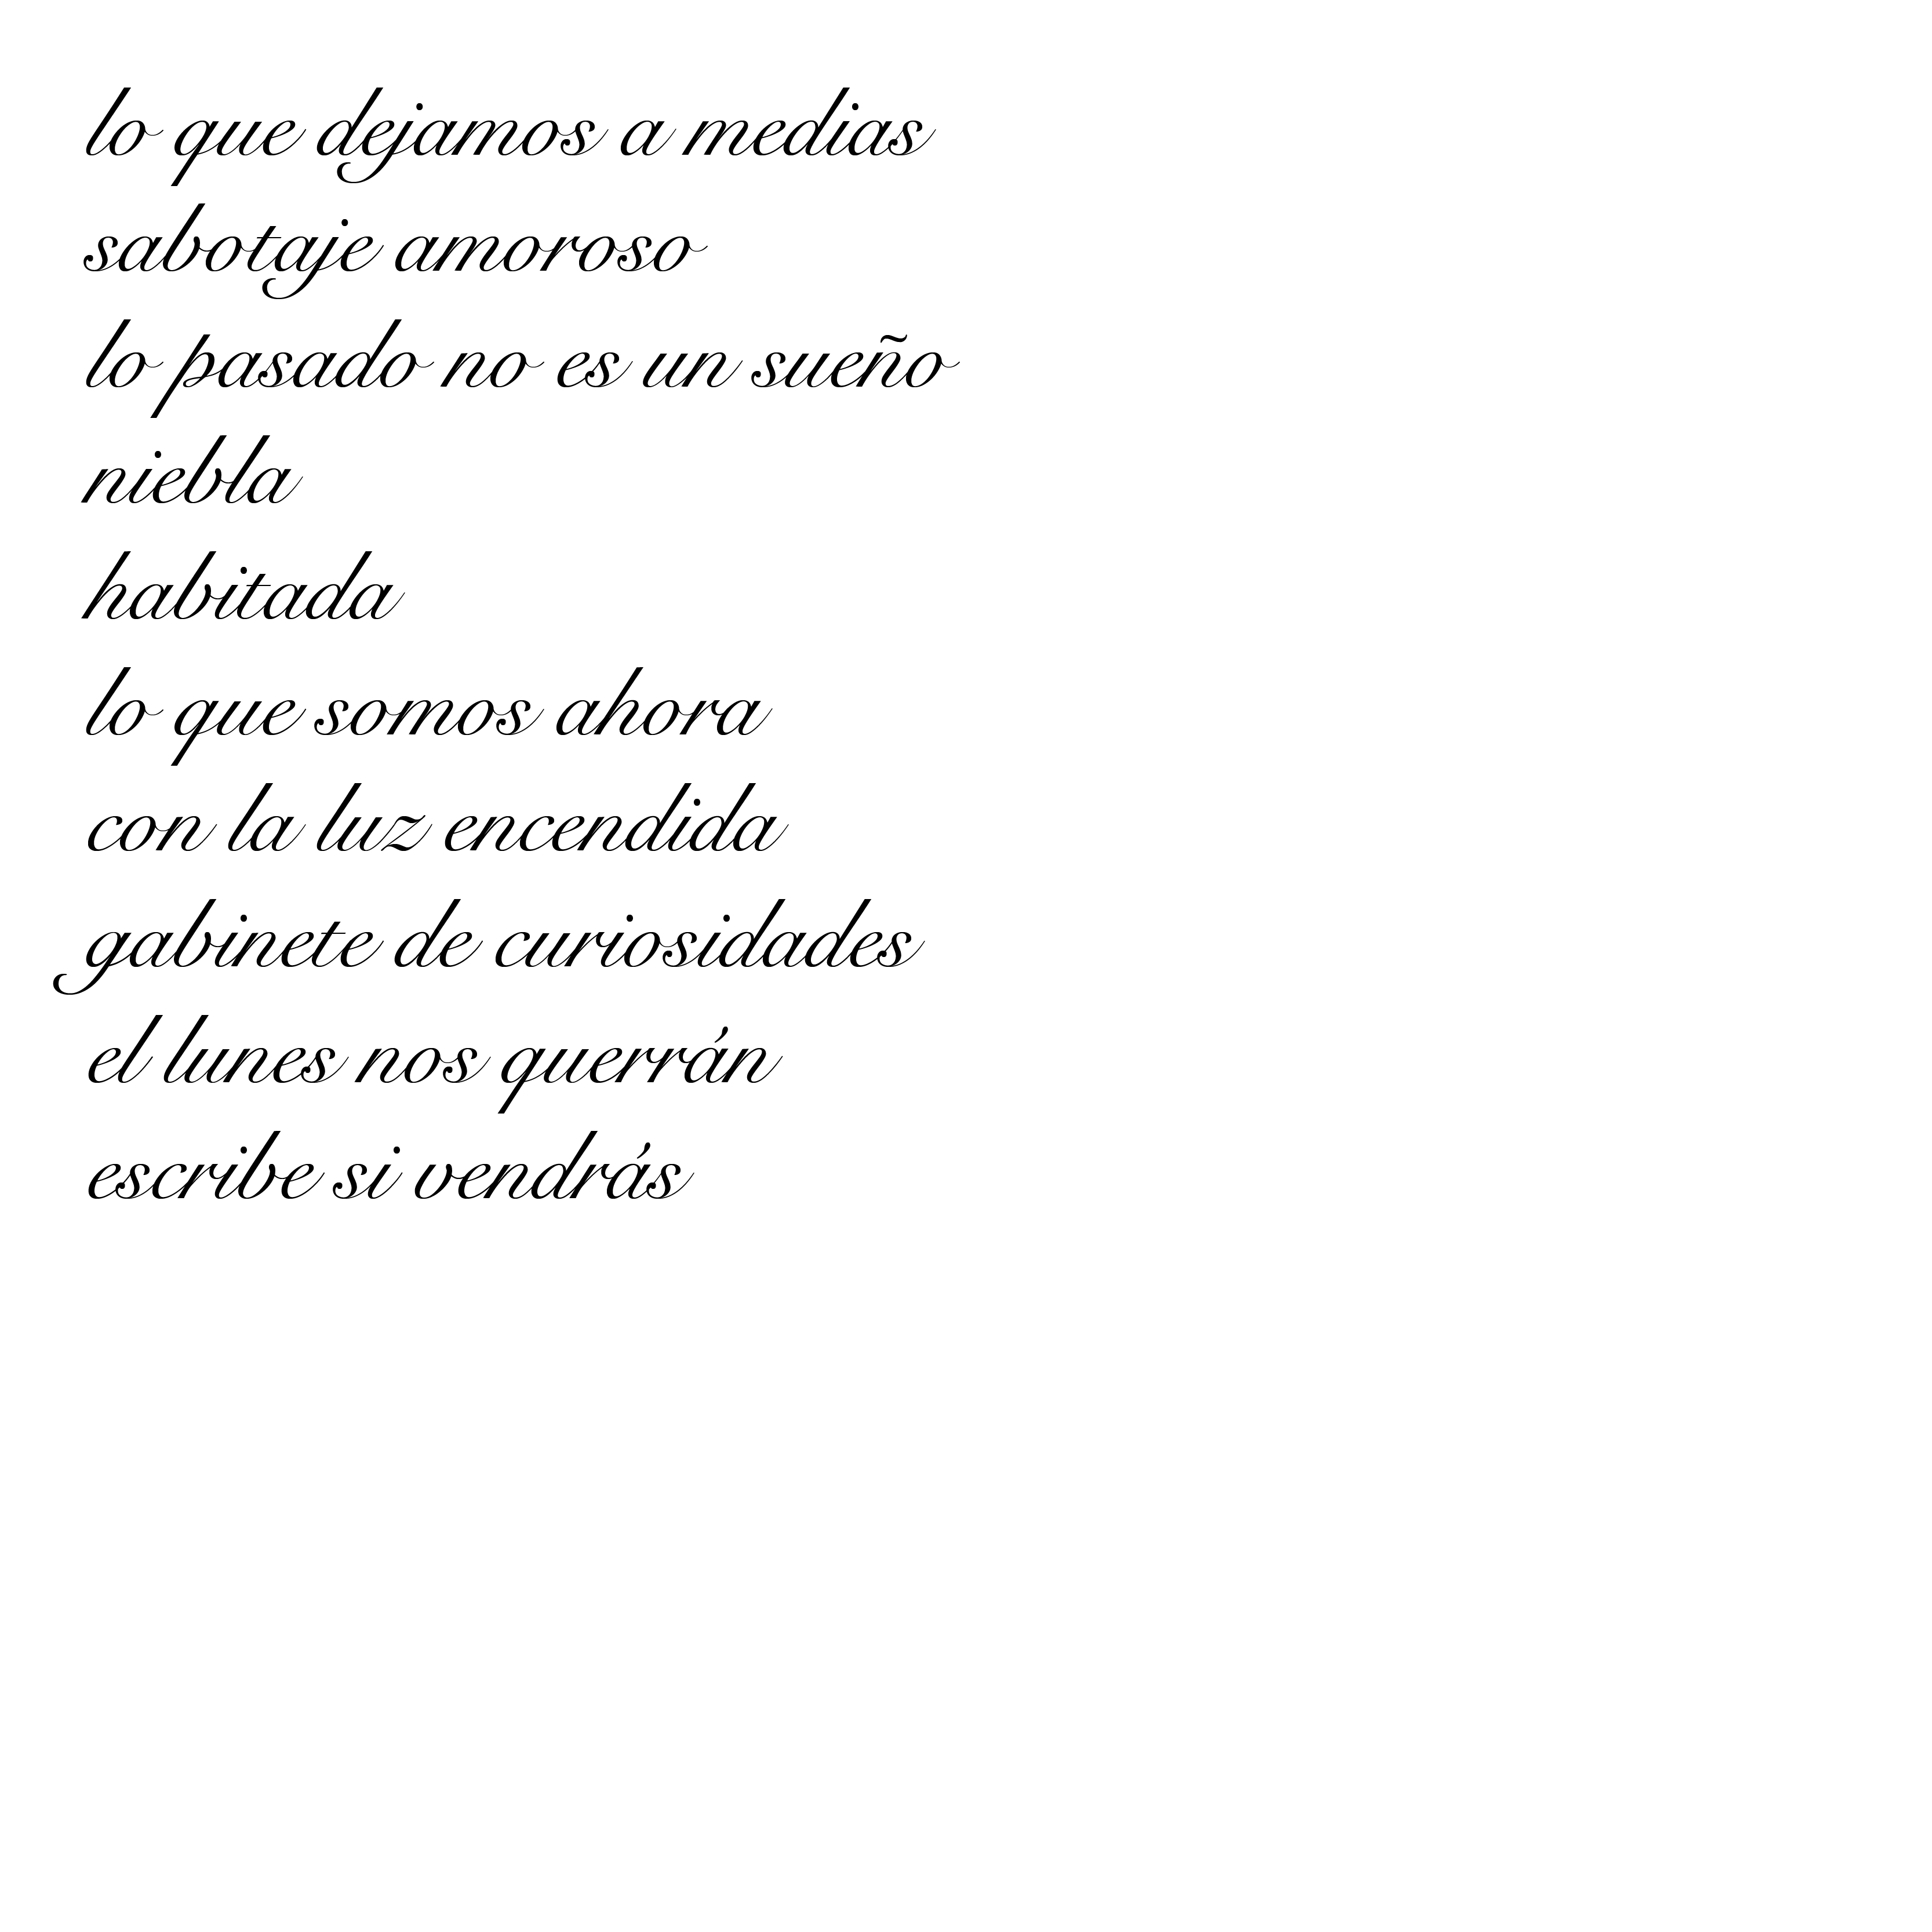 lo que dejamos a medias
sabotaje amoroso
lo pasado no es un sueño
niebla
habitada
lo que somos ahora
con la luz encendida
gabinete de curiosidades
el lunes nos querrán
escribe si vendrás